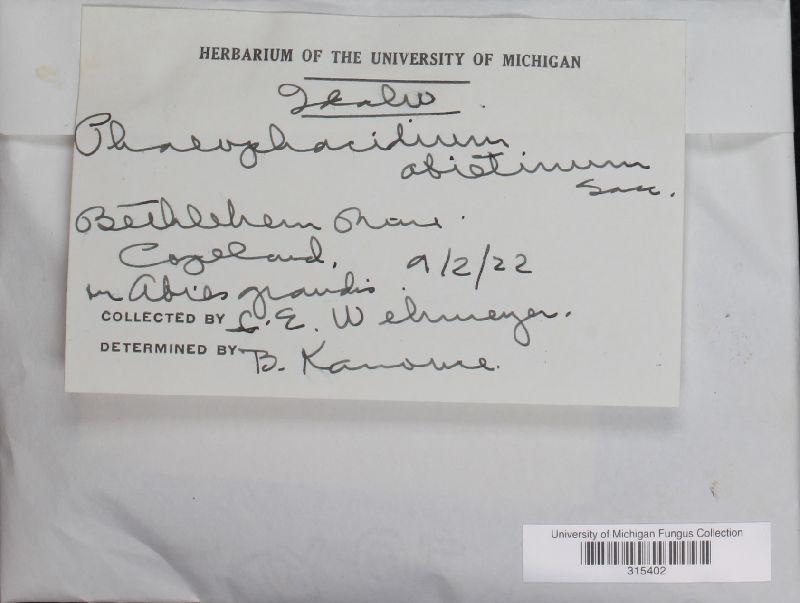 HERBARIUM OF THE UNIVERSITY OF MICHIGAN
Idaho
Phaeophacidium
abietinum
Sacc.
Bethlehem
Copeland, 9/2/22
on Abies grandis.
COLLECTED BY C. E. Wehmeyer.
DETERMINED BY B. Kanouse.
University of Michigan Fungus Collection
315402